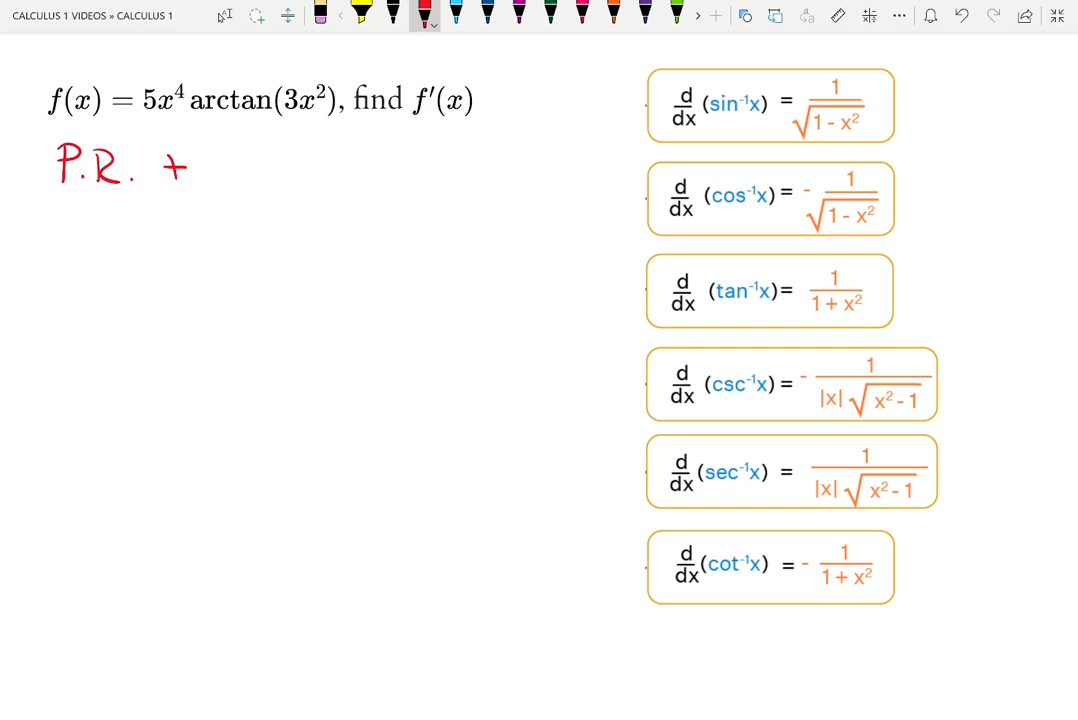 CALCULUS 1 VIDEOS » CALCULUS 1
f(x) = 5x⁴ arctan(3x²), find f′(x)
P.R. +
d/dx (sin⁻¹x) = 1/√(1 - x²)
d/dx (cos⁻¹x) = - 1/√(1 - x²)
d/dx (tan⁻¹x) = 1/(1 + x²)
d/dx (csc⁻¹x) = - 1/(|x|√(x² - 1))
d/dx (sec⁻¹x) = 1/(|x|√(x² - 1))
d/dx (cot⁻¹x) = - 1/(1 + x²)